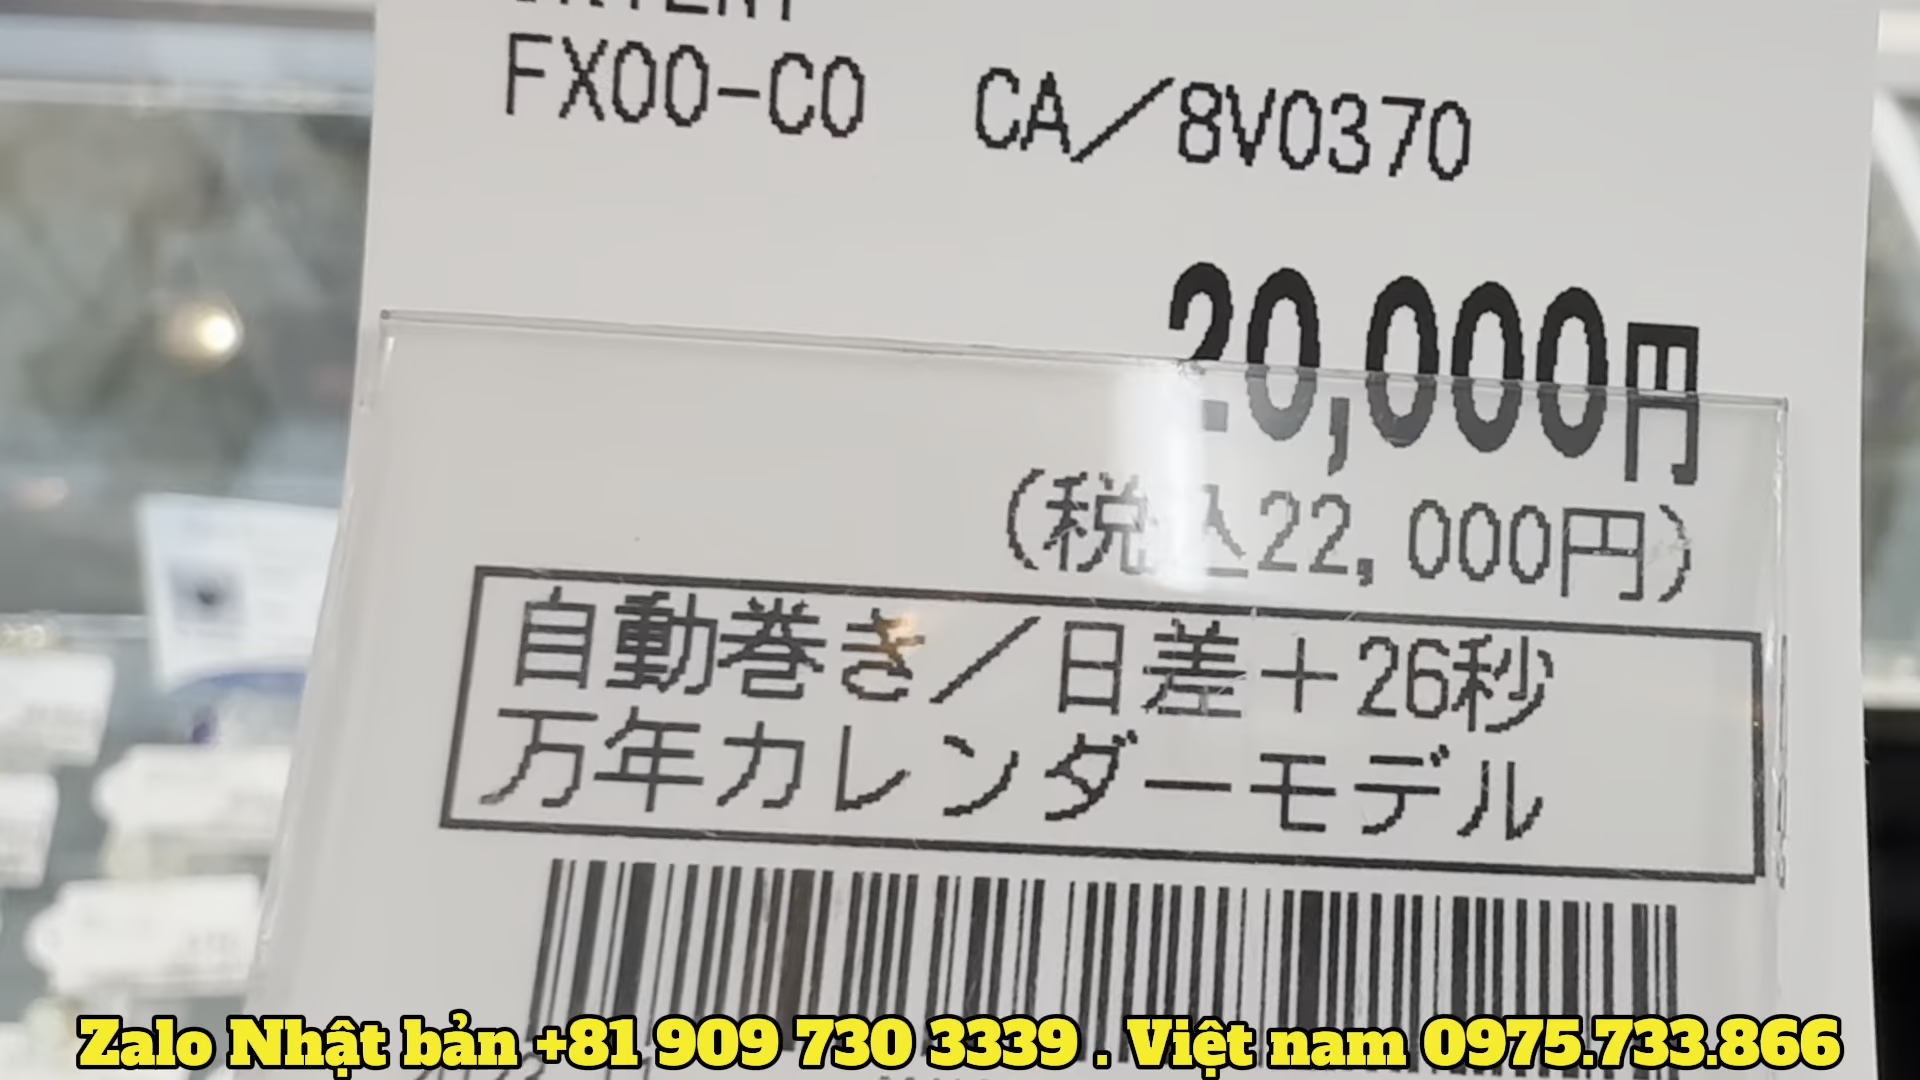 FX00-C0 CA／8V0370
20,000円
(税込22,000円)
自動巻き／日差＋26秒
万年カレンダーモデル
Zalo Nhật bản +81 909 730 3339 . Việt nam 0975.733.866